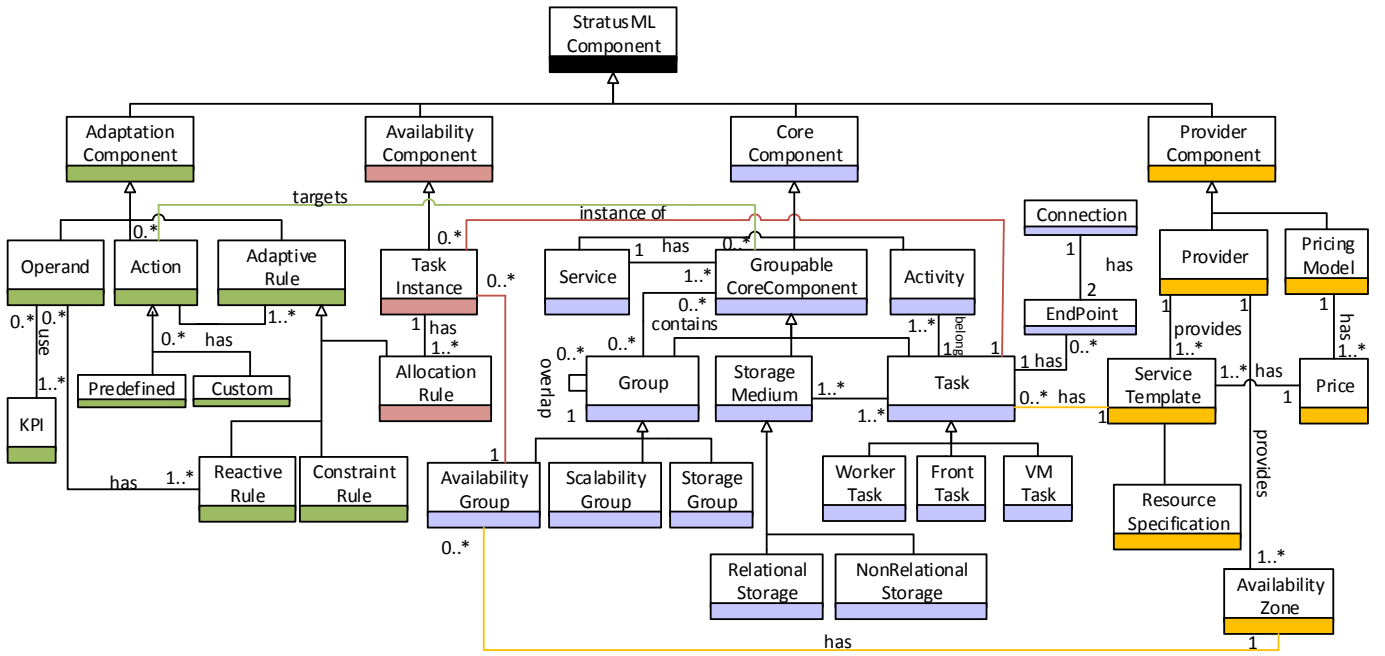 StratusML
Component
Adaptation
Component
Availability
Component
Core
Component
Provider
Component
targets
instance of
Connection
0..*
0..*
1
has
0..*
1
has
Operand
Action
Adaptive
Rule
Task
Instance
Service
Groupable
CoreComponent
Activity
Provider
Pricing
Model
0..*
1..*
0..*
2
EndPoint
0..*
0..*
use
1..*
0..*
has
1
has
1..*
contains
0..*
1..*
belong
1
1
1 has
0..*
1
1
provides
1..*
1
has
1..*
Predefined
Custom
Allocation
Rule
0..*
overlap
1
Group
Storage
Medium
1..*
1..*
Task
0..*
has
1
Service
Template
1..*
has
1
Price
1..*
KPI
has
1..*
Reactive
Rule
Constraint
Rule
1
Availability
Group
Scalability
Group
Storage
Group
Worker
Task
Front
Task
VM
Task
Resource
Specification
provides
0..*
Relational
Storage
NonRelational
Storage
1..*
Availability
Zone
has
1